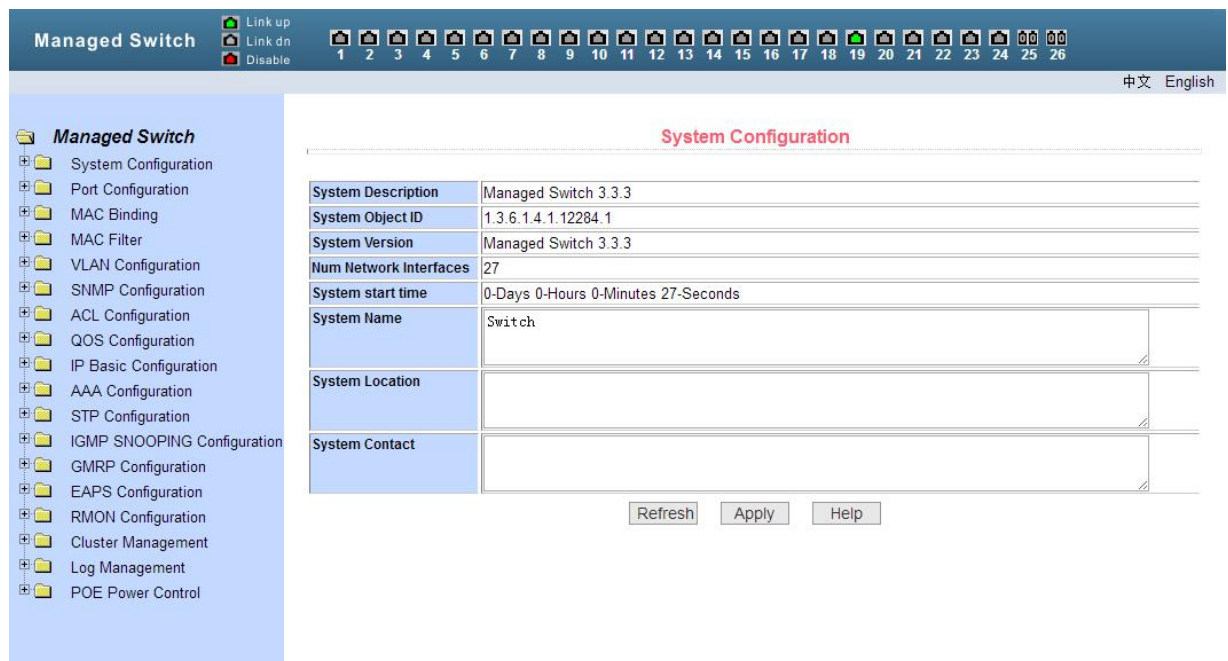 Managed Switch
Link up
Link dn
Disable
1 2 3 4 5 6 7 8 9 10 11 12 13 14 15 16 17 18 19 20 21 22 23 24 25 26
中文 English
Managed Switch
System Configuration
Port Configuration
MAC Binding
MAC Filter
VLAN Configuration
SNMP Configuration
ACL Configuration
QOS Configuration
IP Basic Configuration
AAA Configuration
STP Configuration
IGMP SNOOPING Configuration
GMRP Configuration
EAPS Configuration
RMON Configuration
Cluster Management
Log Management
POE Power Control
System Configuration
System Description Managed Switch 3.3.3
System Object ID 1.3.6.1.4.1.12284.1
System Version Managed Switch 3.3.3
Num Network Interfaces 27
System start time 0-Days 0-Hours 0-Minutes 27-Seconds
System Name Switch
System Location
System Contact
Refresh Apply Help